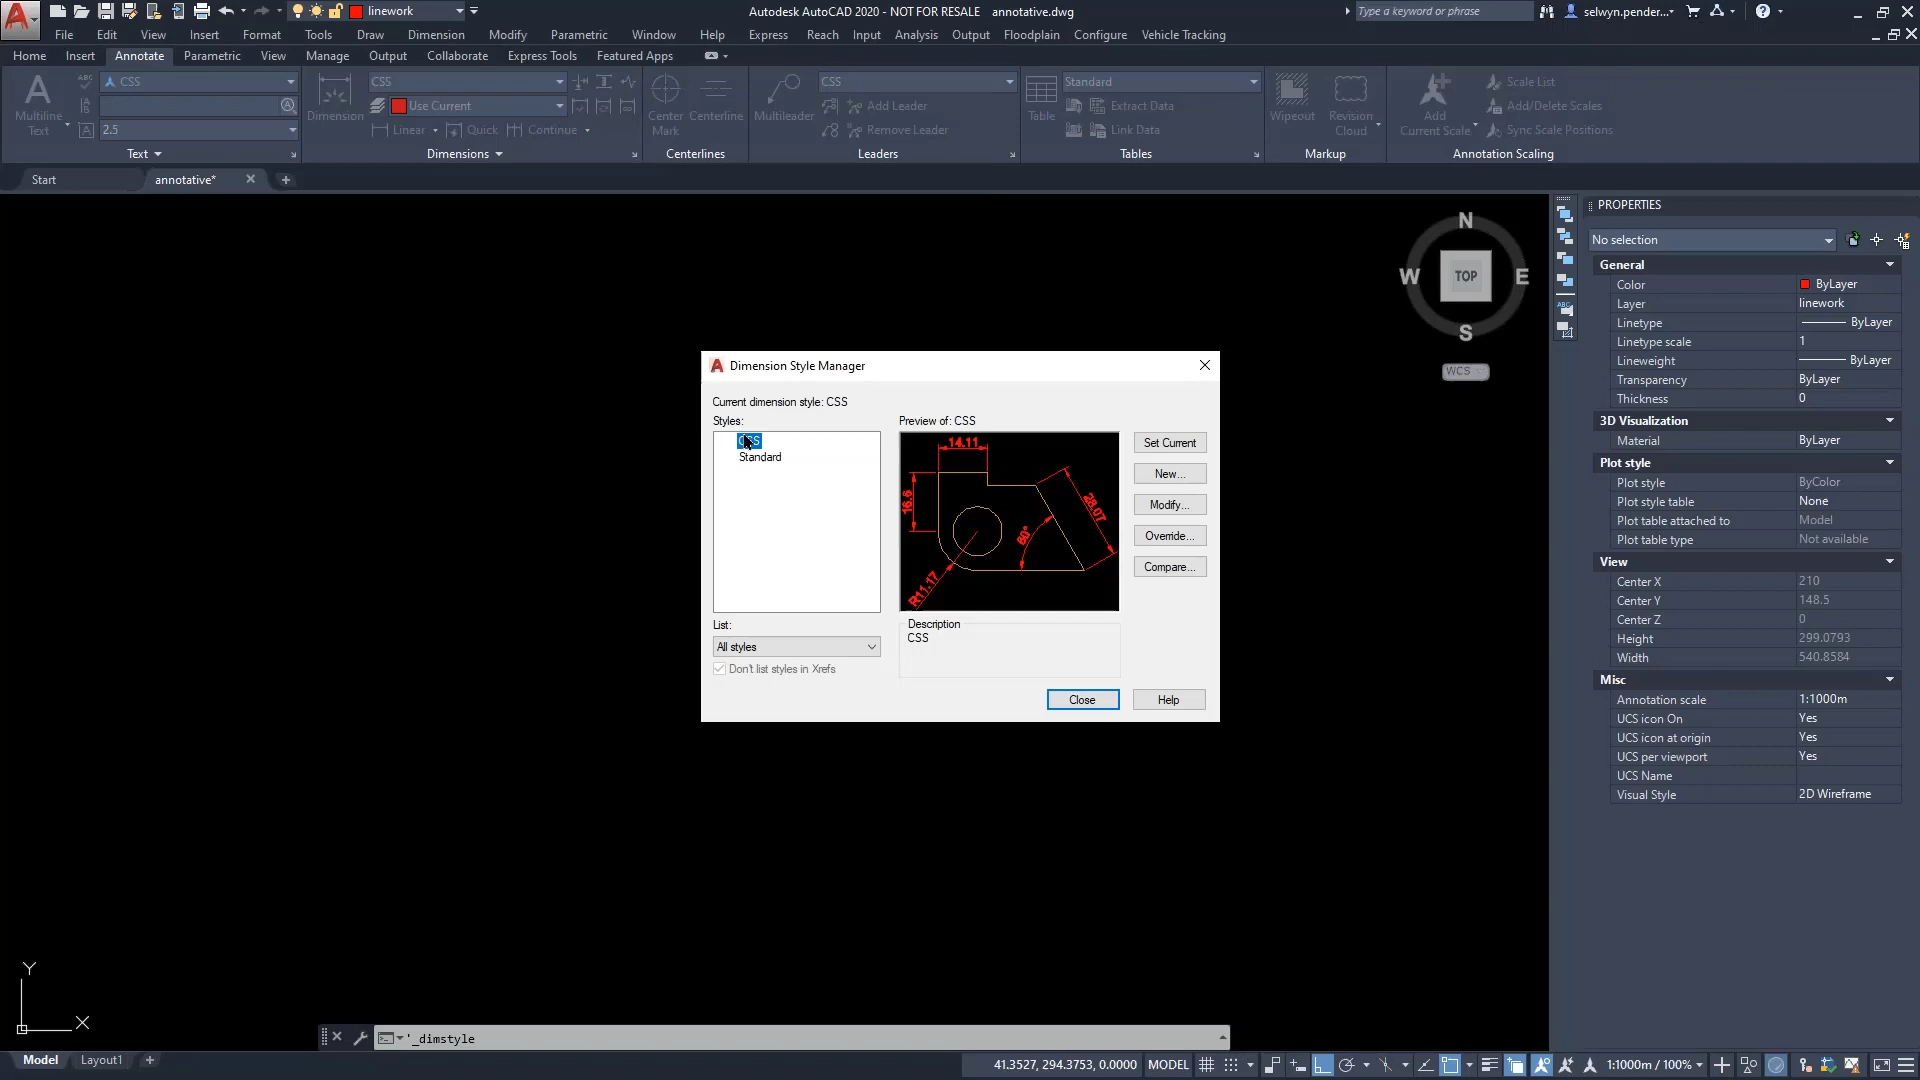 linework
Autodesk AutoCAD 2020 - NOT FOR RESALE annotative.dwg
Type a keyword or phrase
selwyn.pender...
File Edit View Insert Format Tools Draw Dimension Modify Parametric Window Help Express Reach Input Analysis Output Floodplain Configure Vehicle Tracking
Home Insert Annotate Parametric View Manage Output Collaborate Express Tools Featured Apps
A Multiline Text
ABC CSS
2.5
Text
Dimension
CSS
Use Current
Linear Quick Continue
Dimensions
Center Mark
Centerline
Centerlines
Multileader
CSS
Add Leader
Remove Leader
Leaders
Table
Standard
Extract Data
Link Data
Tables
Wipeout
Revision Cloud
Markup
Add Current Scale
Scale List
Add/Delete Scales
Sync Scale Positions
Annotation Scaling
Start annotative*
N
W TOP E
S
WCS
Dimension Style Manager
Current dimension style: CSS
Styles:
CSS
Standard
Preview of: CSS
14.11
16.6
28.07
60°
R11.17
Set Current
New...
Modify...
Override...
Compare...
List:
All styles
Don't list styles in Xrefs
Description
CSS
Close Help
PROPERTIES
No selection
General
Color ByLayer
Layer linework
Linetype ByLayer
Linetype scale 1
Lineweight ByLayer
Transparency ByLayer
Thickness 0
3D Visualization
Material ByLayer
Plot style
Plot style ByColor
Plot style table None
Plot table attached to Model
Plot table type Not available
View
Center X 210
Center Y 148.5
Center Z 0
Height 299.0793
Width 540.8584
Misc
Annotation scale 1:1000m
UCS icon On Yes
UCS icon at origin Yes
UCS per viewport Yes
UCS Name
Visual Style 2D Wireframe
Y
X
'_dimstyle
Model Layout1
41.3527, 294.3753, 0.0000 MODEL
1:1000m / 100%